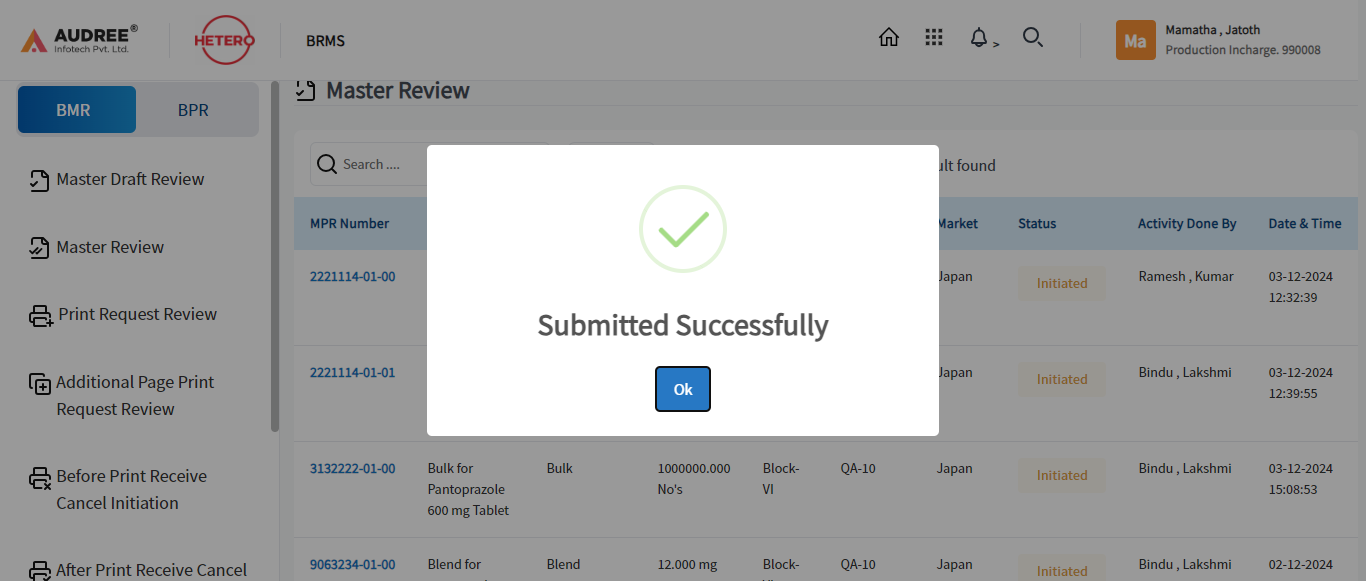 AUDREE®
Infotech Pvt. Ltd.
HETERO
BRMS
>
Ma
Mamatha , Jatoth
Production Incharge. 990008
BMR
BPR
Master Draft Review
Master Review
Print Request Review
Additional Page Print
Request Review
Before Print Receive
Cancel Initiation
After Print Receive Cancel
Master Review
Search ....
ult found
MPR Number
Market
Status
Activity Done By
Date & Time
2221114-01-00
Japan
Initiated
Ramesh , Kumar
03-12-2024
12:32:39
2221114-01-01
Japan
Initiated
Bindu , Lakshmi
03-12-2024
12:39:55
3132222-01-00
Bulk for
Pantoprazole
600 mg Tablet
Bulk
1000000.000
No's
Block-
VI
QA-10
Japan
Initiated
Bindu , Lakshmi
03-12-2024
15:08:53
9063234-01-00
Blend for
Blend
12.000 mg
Block-
QA-10
Japan
Initiated
Bindu , Lakshmi
02-12-2024
Submitted Successfully
Ok